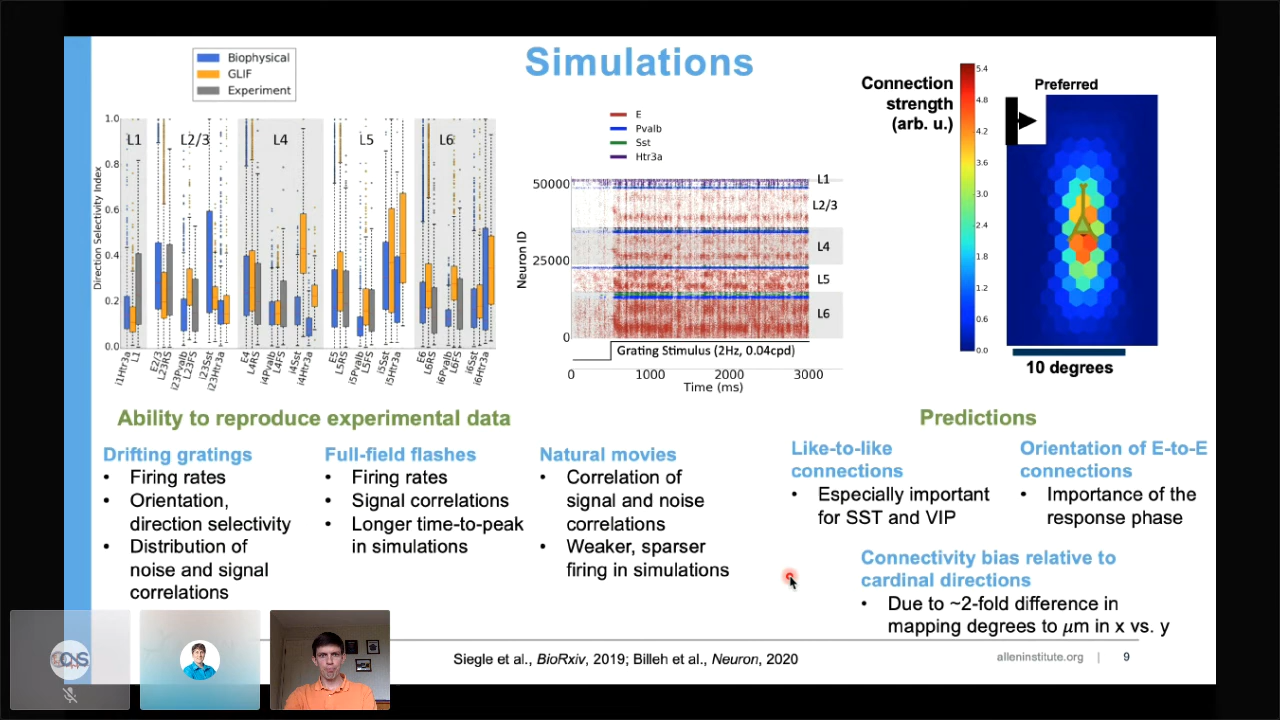 Simulations
Biophysical
GLIF
Experiment
Direction Selectivity Index
1.0
0.8
0.6
0.4
0.2
0.0
L1
L2/3
L4
L5
L6
i1Htr3a
L1
E2/3
L23RS
i23Pvalb
L23FS
i23Sst
i23Htr3a
E4
L4RS
i4Pvalb
L4FS
i4Sst
i4Htr3a
E5
L5RS
i5Pvalb
L5FS
i5Sst
i5Htr3a
E6
L6RS
i6Pvalb
L6FS
i6Sst
i6Htr3a
E
Pvalb
Sst
Htr3a
Neuron ID
50000
25000
0
L1
L2/3
L4
L5
L6
Grating Stimulus (2Hz, 0.04cpd)
0 1000 2000 3000
Time (ms)
Connection
strength
(arb. u.)
5.4
4.8
4.2
3.6
3.0
2.4
1.8
1.2
0.6
0.0
Preferred
10 degrees
Ability to reproduce experimental data
Drifting gratings
• Firing rates
• Orientation,
direction selectivity
• Distribution of
noise and signal
correlations
Full-field flashes
• Firing rates
• Signal correlations
• Longer time-to-peak
in simulations
Natural movies
• Correlation of
signal and noise
correlations
• Weaker, sparser
firing in simulations
Predictions
Like-to-like
connections
• Especially important
for SST and VIP
Orientation of E-to-E
connections
• Importance of the
response phase
Connectivity bias relative to
cardinal directions
• Due to ~2-fold difference in
mapping degrees to μm in x vs. y
Siegle et al., BioRxiv, 2019; Billeh et al., Neuron, 2020
alleninstitute.org | 9